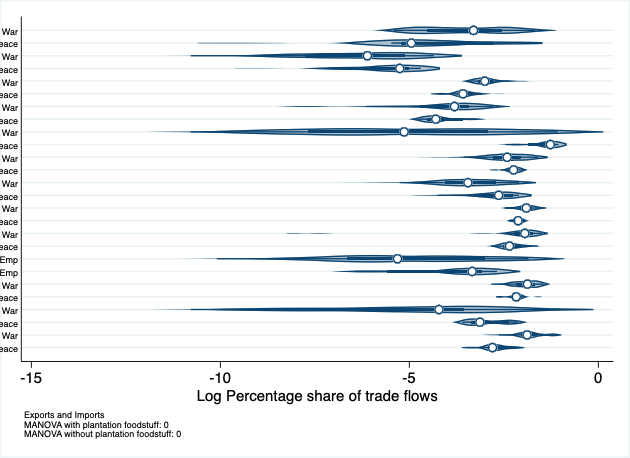 War
eace
War
eace
War
eace
War
eace
War
eace
War
eace
War
eace
War
eace
War
eace
Emp
Emp
War
eace
War
eace
War
eace
-15 -10 -5 0
Log Percentage share of trade flows
Exports and Imports
MANOVA with plantation foodstuff: 0
MANOVA without plantation foodstuff: 0